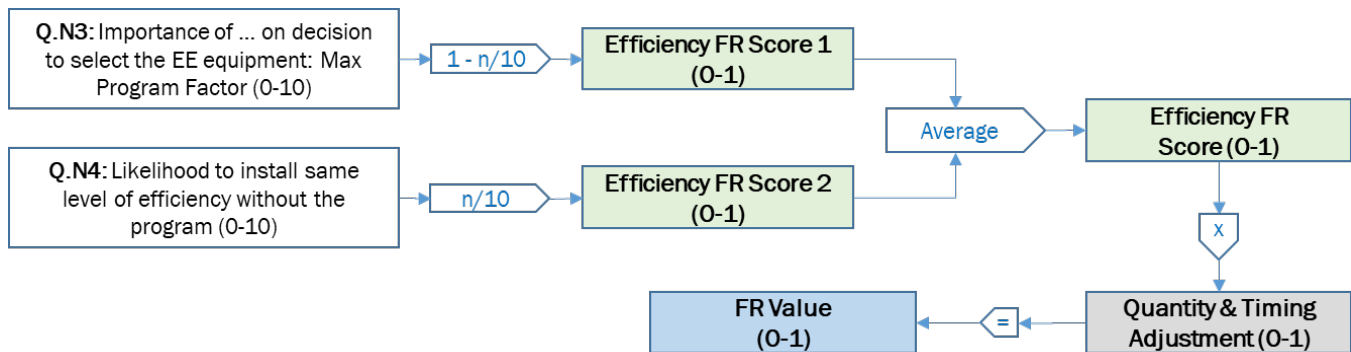 Q.N3: Importance of ... on decision
to select the EE equipment: Max
Program Factor (0-10)
1 - n/10
Efficiency FR Score 1
(0-1)
Average
Efficiency FR
Score (0-1)
Q.N4: Likelihood to install same
level of efficiency without the
program (0-10)
n/10
Efficiency FR Score 2
(0-1)
x
FR Value
(0-1)
=
Quantity & Timing
Adjustment (0-1)